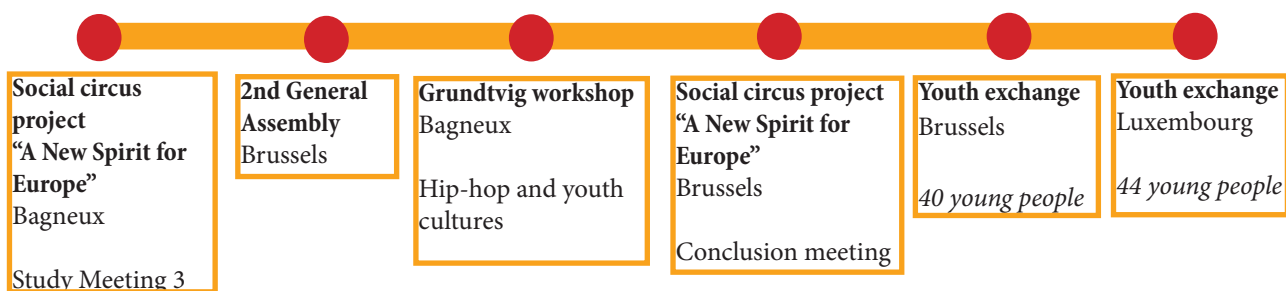 Social circus
project
“A New Spirit for
Europe”
Bagneux
Study Meeting 3
2nd General
Assembly
Brussels
Grundtvig workshop
Bagneux
Hip-hop and youth
cultures
Social circus project
“A New Spirit for
Europe”
Brussels
Conclusion meeting
Youth exchange
Brussels
40 young people
Youth exchange
Luxembourg
44 young people